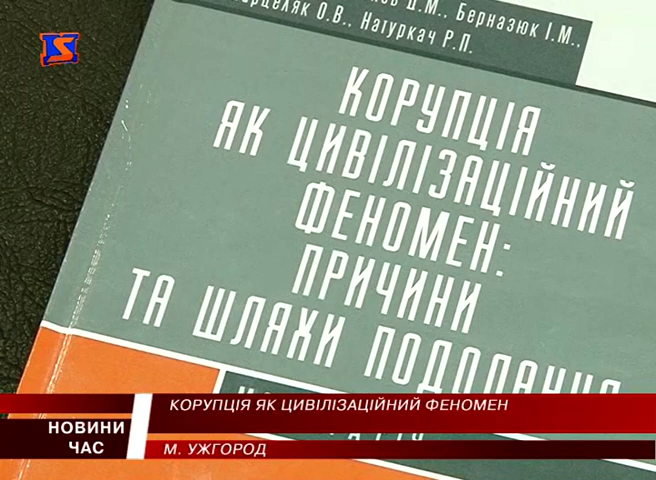 Д.М., Берназюк І.М.,
О.В., Натуркач Р.П.
КОРУПЦІЯ
ЯК ЦИВІЛІЗАЦІЙНИЙ
ФЕНОМЕН:
ПРИЧИНИ
ТА ШЛЯХИ ПОДОЛАННЯ
КОРУПЦІЯ ЯК ЦИВІЛІЗАЦІЙНИЙ ФЕНОМЕН
НОВИНИ
ЧАС
М. УЖГОРОД